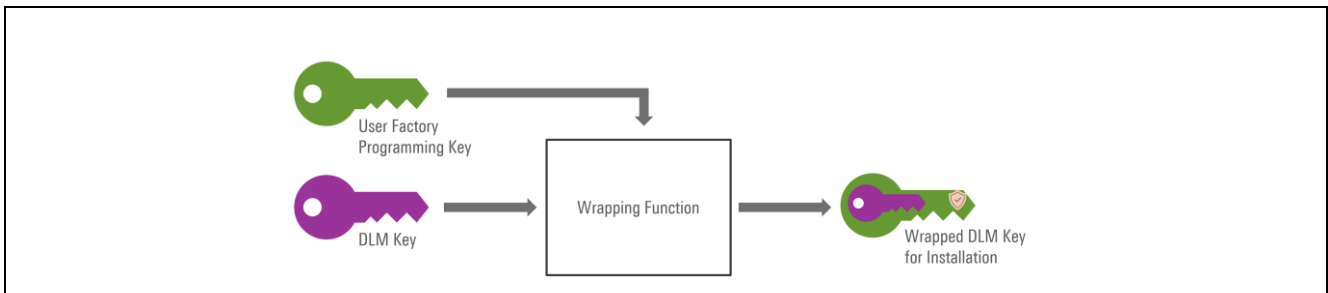 User Factory
Programming Key
Wrapping Function
DLM Key
Wrapped DLM Key
for Installation